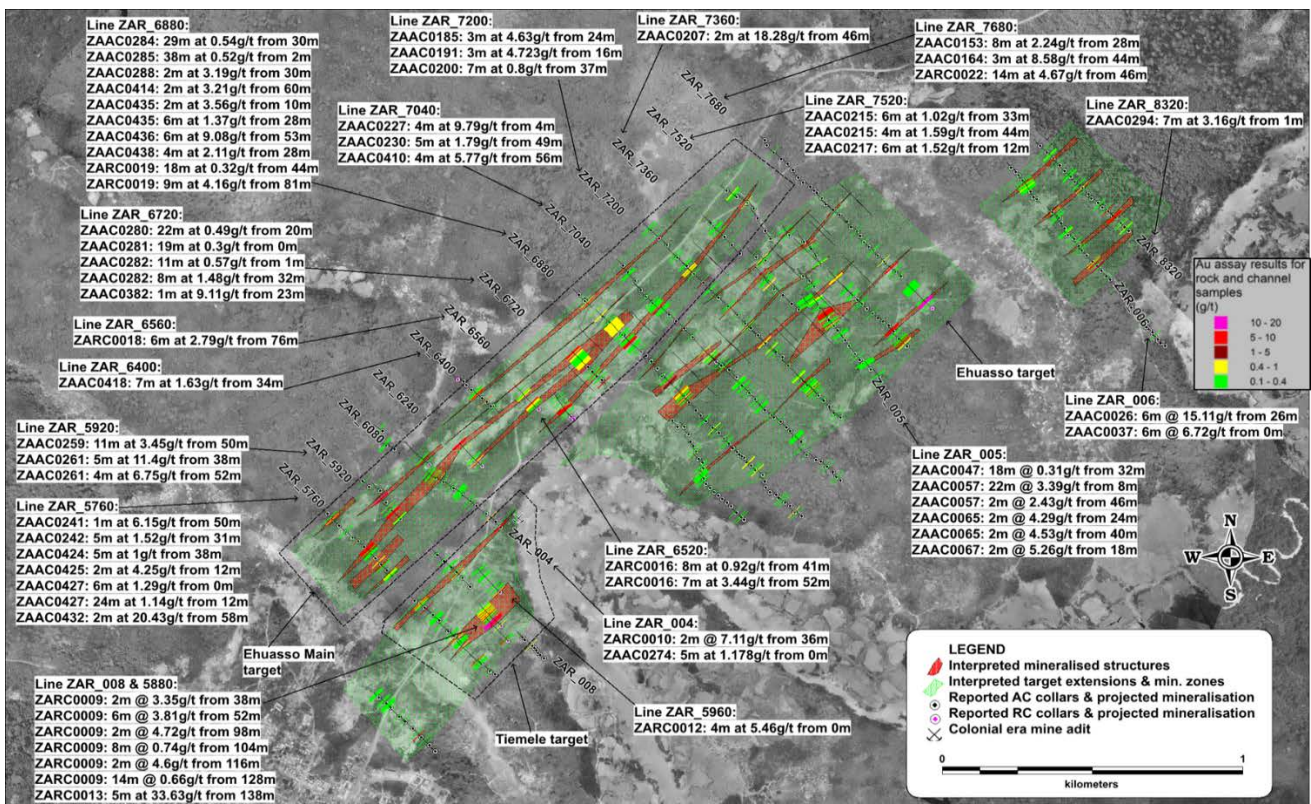 Line ZAR_6880:
ZAAC0284: 29m at 0.54g/t from 30m
ZAAC0285: 38m at 0.52g/t from 2m
ZAAC0288: 2m at 3.19g/t from 30m
ZAAC0414: 2m at 3.21g/t from 60m
ZAAC0435: 2m at 3.56g/t from 10m
ZAAC0435: 6m at 1.37g/t from 28m
ZAAC0436: 6m at 9.08g/t from 53m
ZAAC0438: 4m at 2.11g/t from 28m
ZARC0019: 18m at 0.32g/t from 44m
ZARC0019: 9m at 4.16g/t from 81m
Line ZAR_7200:
ZAAC0185: 3m at 4.63g/t from 24m
ZAAC0191: 3m at 4.723g/t from 16m
ZAAC0200: 7m at 0.8g/t from 37m
Line ZAR_7360:
ZAAC0207: 2m at 18.28g/t from 46m
Line ZAR_7680:
ZAAC0153: 8m at 2.24g/t from 28m
ZAAC0164: 3m at 8.58g/t from 44m
ZARC0022: 14m at 4.67g/t from 46m
Line ZAR_7040:
ZAAC0227: 4m at 9.79g/t from 4m
ZAAC0230: 5m at 1.79g/t from 49m
ZAAC0410: 4m at 5.77g/t from 56m
Line ZAR_7520:
ZAAC0215: 6m at 1.02g/t from 33m
ZAAC0215: 4m at 1.59g/t from 44m
ZAAC0217: 6m at 1.52g/t from 12m
Line ZAR_8320:
ZAAC0294: 7m at 3.16g/t from 1m
Line ZAR_6720:
ZAAC0280: 22m at 0.49g/t from 20m
ZAAC0281: 19m at 0.3g/t from 0m
ZAAC0282: 11m at 0.57g/t from 1m
ZAAC0282: 8m at 1.48g/t from 32m
ZAAC0382: 1m at 9.11g/t from 23m
Line ZAR_6560:
ZARC0018: 6m at 2.79g/t from 76m
Line ZAR_6400:
ZAAC0418: 7m at 1.63g/t from 34m
Line ZAR_5920:
ZAAC0259: 11m at 3.45g/t from 50m
ZAAC0261: 5m at 11.4g/t from 38m
ZAAC0261: 4m at 6.75g/t from 52m
Line ZAR_5760:
ZAAC0241: 1m at 6.15g/t from 50m
ZAAC0242: 5m at 1.52g/t from 31m
ZAAC0424: 5m at 1g/t from 38m
ZAAC0425: 2m at 4.25g/t from 12m
ZAAC0427: 6m at 1.29g/t from 0m
ZAAC0427: 24m at 1.14g/t from 12m
ZAAC0432: 2m at 20.43g/t from 58m
Ehuasso Main
target
Line ZAR_008 & 5880:
ZARC0009: 2m @ 3.35g/t from 38m
ZARC0009: 6m @ 3.81g/t from 52m
ZARC0009: 2m @ 4.72g/t from 98m
ZARC0009: 8m @ 0.74g/t from 104m
ZARC0009: 2m @ 4.6g/t from 116m
ZARC0009: 14m @ 0.66g/t from 128m
ZARC0013: 5m at 33.63g/t from 138m
ZAR_7680
ZAR_7520
ZAR_7360
ZAR_7200
ZAR_7040
ZAR_6880
ZAR_6720
ZAR_6560
ZAR_6400
ZAR_6240
ZAR_6080
ZAR_5920
ZAR_5760
ZAR_8320
ZAR_006
ZAR_005
ZAR_004
ZAR_008
Au assay results for
rock and channel
samples
(g/t)
10 - 20
5 - 10
1 - 5
0.4 - 1
0.1 - 0.4
Ehuasso target
Line ZAR_006:
ZAAC0026: 6m @ 15.11g/t from 26m
ZAAC0037: 6m @ 6.72g/t from 0m
Line ZAR_005:
ZAAC0047: 18m @ 0.31g/t from 32m
ZAAC0057: 22m @ 3.39g/t from 8m
ZAAC0057: 2m @ 2.43g/t from 46m
ZAAC0065: 2m @ 4.29g/t from 24m
ZAAC0065: 2m @ 4.53g/t from 40m
ZAAC0067: 2m @ 5.26g/t from 18m
Line ZAR_6520:
ZARC0016: 8m at 0.92g/t from 41m
ZARC0016: 7m at 3.44g/t from 52m
Line ZAR_004:
ZARC0010: 2m @ 7.11g/t from 36m
ZAAC0274: 5m at 1.178g/t from 0m
Line ZAR_5960:
ZARC0012: 4m at 5.46g/t from 0m
Tiemele target
N
W
E
S
LEGEND
Interpreted mineralised structures
Interpreted target extensions & min. zones
Reported AC collars & projected mineralisation
Reported RC collars & projected mineralisation
Colonial era mine adit
0
1
kilometers